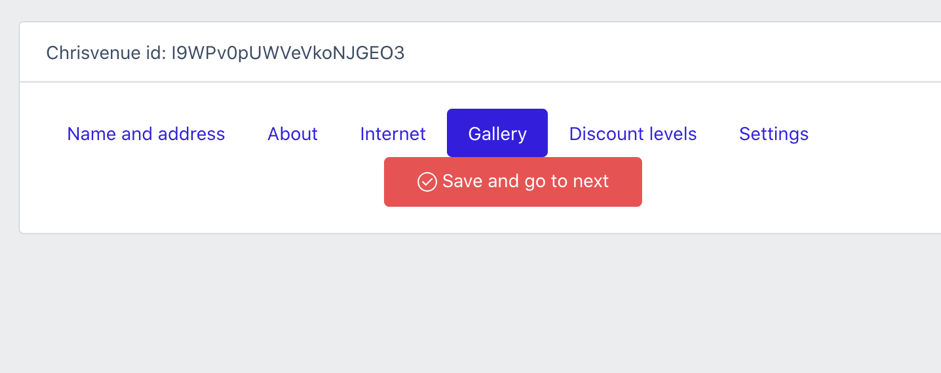 Chrisvenue id: I9WPv0pUWVeVkoNJGEO3
Name and address About Internet Gallery Discount levels Settings
Save and go to next